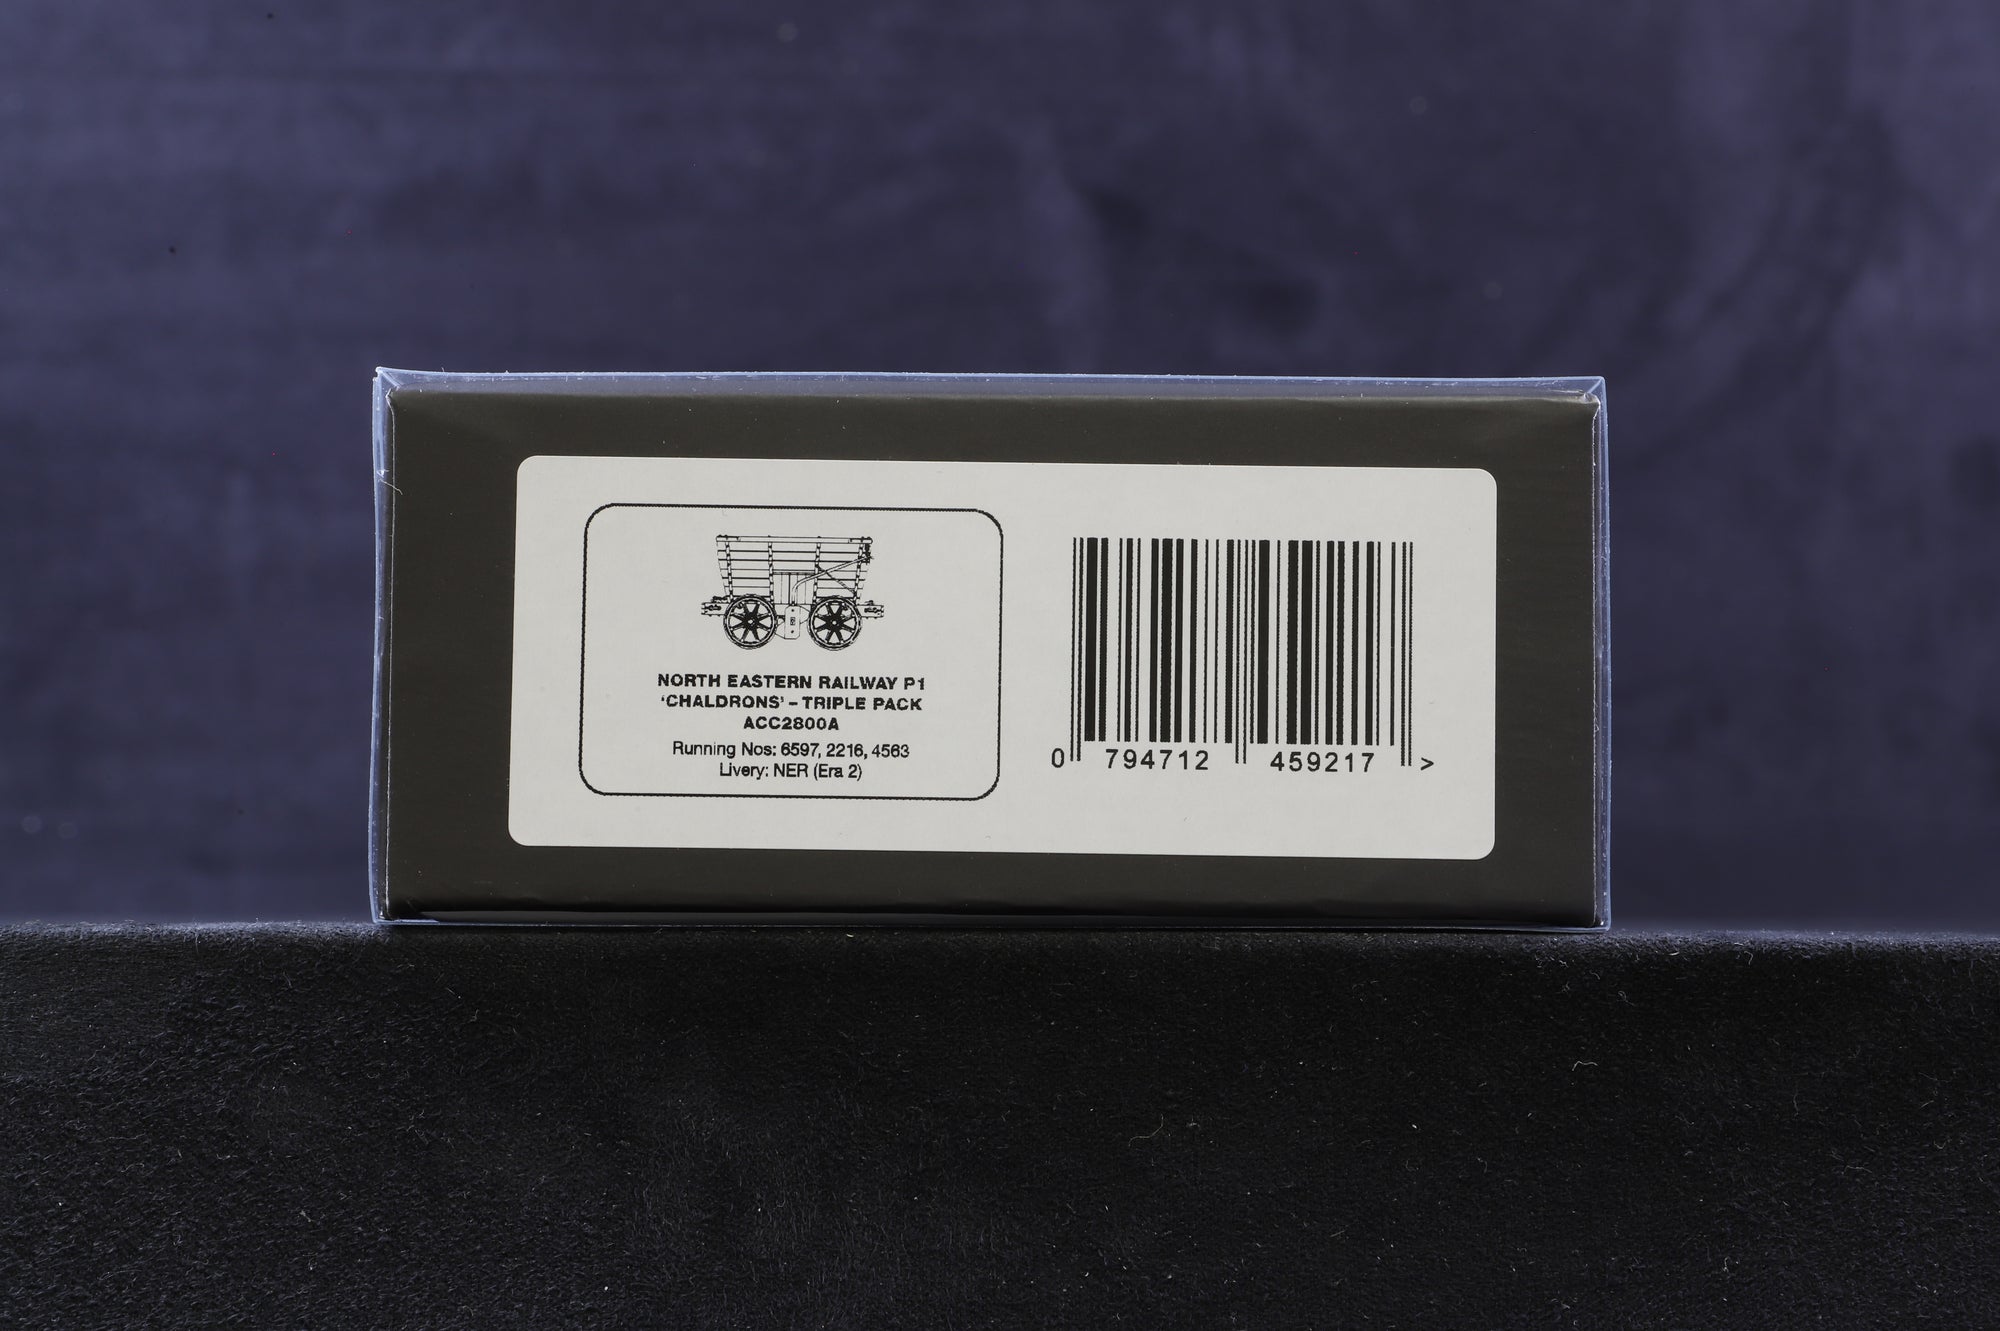 NORTH EASTERN RAILWAY P1
‘CHALDRONS’ – TRIPLE PACK
ACC2800A
Running Nos: 6597, 2216, 4563
Livery: NER (Era 2)
0 794712 459217 >